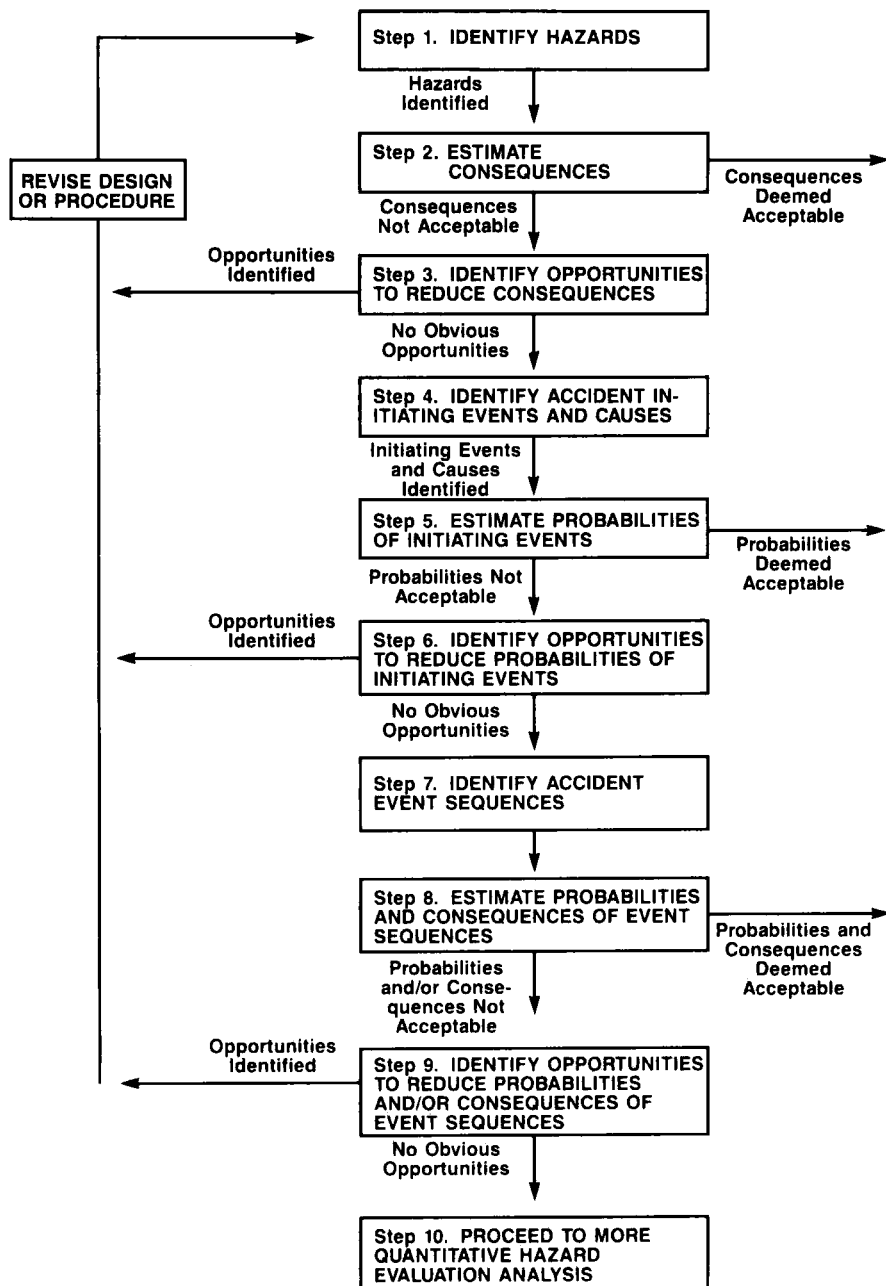 Step 1. IDENTIFY HAZARDS
Hazards
Identified
Step 2. ESTIMATE
CONSEQUENCES
Consequences
Deemed
Acceptable
REVISE DESIGN
OR PROCEDURE
Consequences
Not Acceptable
Opportunities
Identified
Step 3. IDENTIFY OPPORTUNITIES
TO REDUCE CONSEQUENCES
No Obvious
Opportunities
Step 4. IDENTIFY ACCIDENT IN-
ITIATING EVENTS AND CAUSES
Initiating Events
and Causes
Identified
Step 5. ESTIMATE PROBABILITIES
OF INITIATING EVENTS
Probabilities
Deemed
Acceptable
Probabilities Not
Acceptable
Opportunities
Identified
Step 6. IDENTIFY OPPORTUNITIES
TO REDUCE PROBABILITIES OF
INITIATING EVENTS
No Obvious
Opportunities
Step 7. IDENTIFY ACCIDENT
EVENT SEQUENCES
Step 8. ESTIMATE PROBABILITIES
AND CONSEQUENCES OF EVENT
SEQUENCES
Probabilities and
Consequences
Deemed
Acceptable
Probabilities
and/or Conse-
quences Not
Acceptable
Opportunities
Identified
Step 9. IDENTIFY OPPORTUNITIES
TO REDUCE PROBABILITIES
AND/OR CONSEQUENCES OF
EVENT SEQUENCES
No Obvious
Opportunities
Step 10. PROCEED TO MORE
QUANTITATIVE HAZARD
EVALUATION ANALYSIS